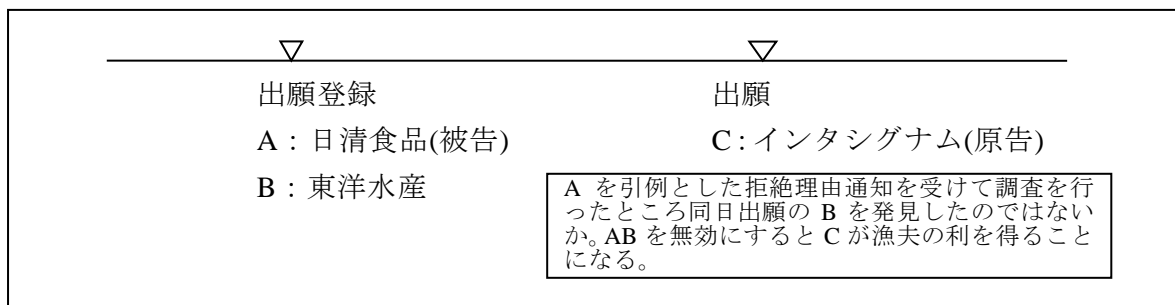 出願登録
出願
A：日清食品(被告)
C：インタシグナム(原告)
B：東洋水産
A を引例とした拒絶理由通知を受けて調査を行
ったところ同日出願の B を発見したのではない
か。AB を無効にすると C が漁夫の利を得ること
になる。